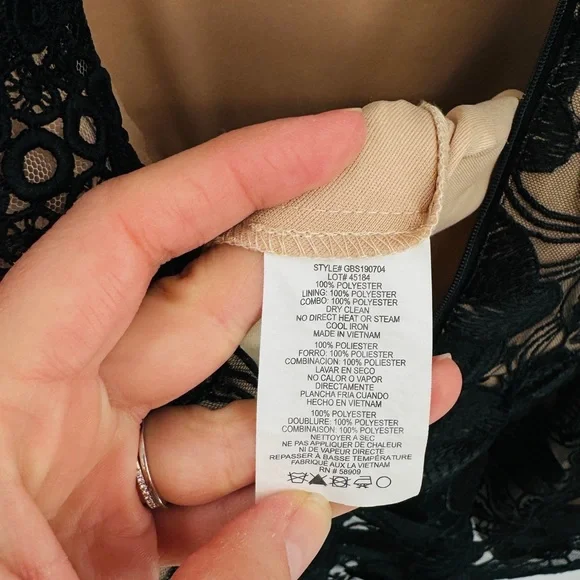 STYLE# GBS190704
LOT# 45184
100% POLYESTER
LINING: 100% POLYESTER
COMBO: 100% POLYESTER
DRY CLEAN
NO DIRECT HEAT OR STEAM
COOL IRON
MADE IN VIETNAM
100% POLIESTER
FORRO: 100% POLIESTER
COMBINACION: 100% POLIESTER
LAVAR EN SECO
NO CALOR O VAPOR
DIRECTAMENTE
PLANCHA FRIA CUANDO
HECHO EN VIETNAM
100% POLYESTER
DOUBLURE: 100% POLYESTER
COMBINAISON: 100% POLYESTER
NETTOYER A SEC
NE PAS APPLIQUER DE CHALEUR
NI DE VAPEUR DIRECTE
REPASSER À BASSE TEMPÉRATURE
FABRIQUE AUX LA VIETNAM
RN # 58909